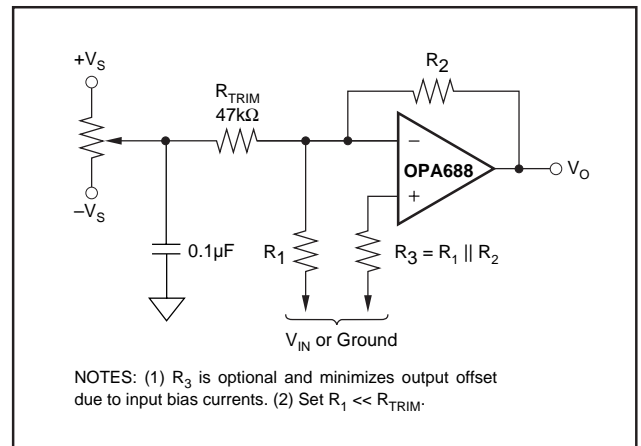 +V_S
R_TRIM
47kΩ
R_2
–
OPA688
+
V_O
–V_S
0.1µF
R_1
R_3 = R_1 || R_2
V_IN or Ground
NOTES: (1) R_3 is optional and minimizes output offset
due to input bias currents. (2) Set R_1 << R_TRIM.